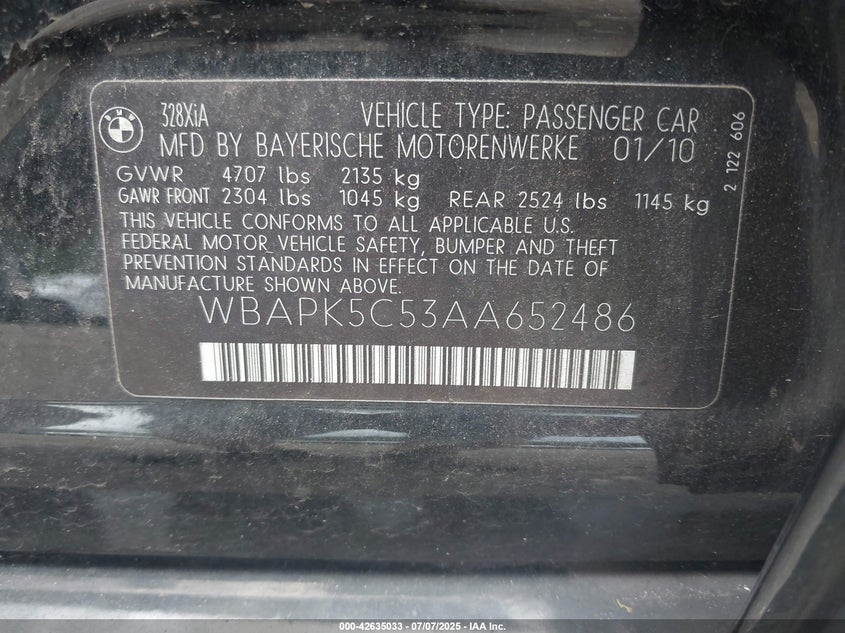 BMW
328XiA VEHICLE TYPE: PASSENGER CAR
MFD BY BAYERISCHE MOTORENWERKE 01/10
GVWR 4707 lbs 2135 kg
GAWR FRONT 2304 lbs 1045 kg REAR 2524 lbs 1145 kg
THIS VEHICLE CONFORMS TO ALL APPLICABLE U.S.
FEDERAL MOTOR VEHICLE SAFETY, BUMPER AND THEFT
PREVENTION STANDARDS IN EFFECT ON THE DATE OF
MANUFACTURE SHOWN ABOVE.
WBAPK5C53AA652486
2 122 606
000-42635033 - 07/07/2025 - IAA Inc.